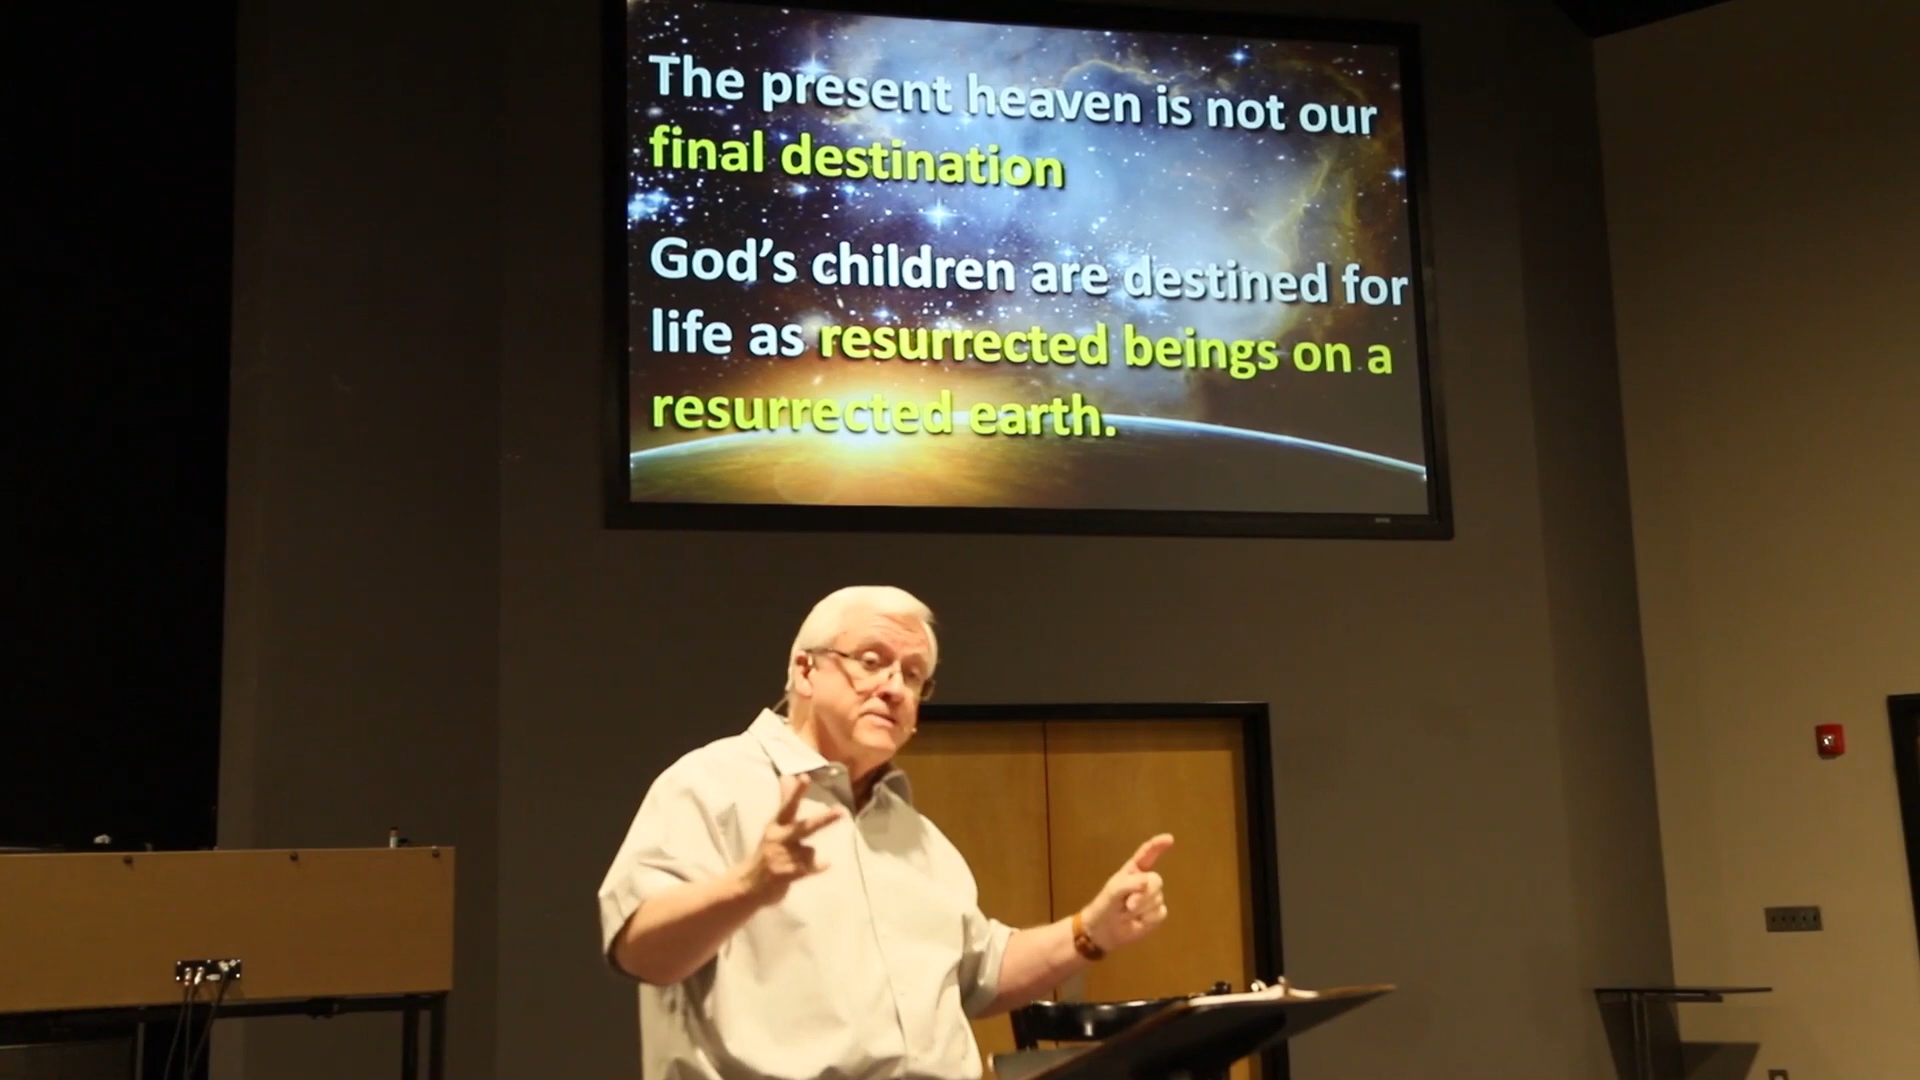 The present heaven is not our
final destination
God's children are destined for
life as resurrected beings on a
resurrected earth.